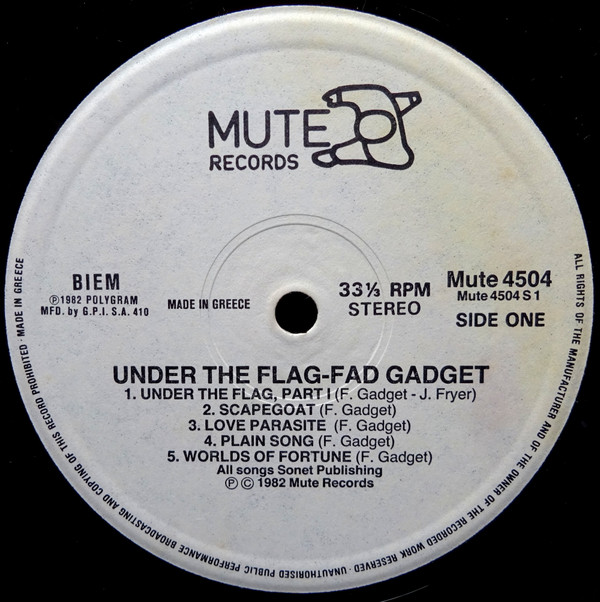 MUTE
RECORDS
BIEM
℗1982 POLYGRAM
MFD. by G.P.I. S.A. 410
MADE IN GREECE
33⅓ RPM
STEREO
Mute 4504
Mute 4504 S 1
SIDE ONE
UNDER THE FLAG-FAD GADGET
1. UNDER THE FLAG, PART I (F. Gadget - J. Fryer)
2. SCAPEGOAT (F. Gadget)
3. LOVE PARASITE (F. Gadget)
4. PLAIN SONG (F. Gadget)
5. WORLDS OF FORTUNE (F. Gadget)
All songs Sonet Publishing
℗ © 1982 Mute Records
ALL RIGHTS OF THE MANUFACTURER AND OF THE OWNER OF THE RECORDED WORK RESERVED · UNAUTHORISED PUBLIC PERFORMANCE BROADCASTING AND COPYING OF THIS RECORD PROHIBITED · MADE IN GREECE